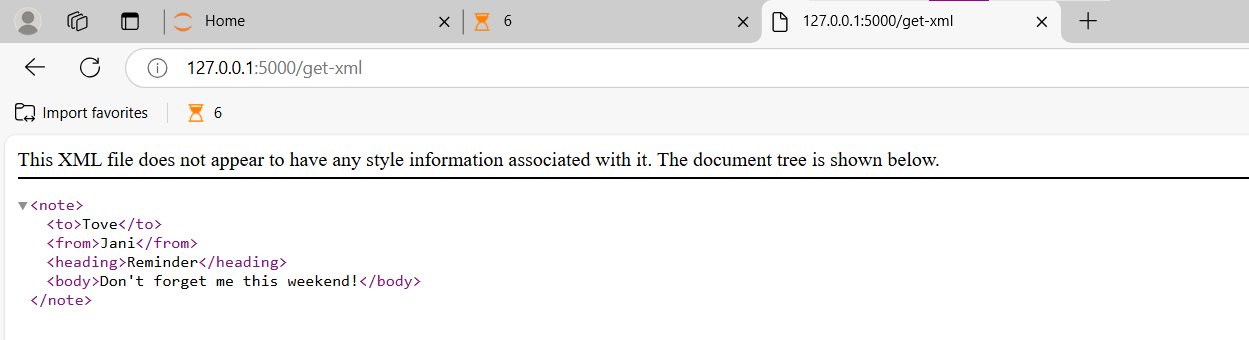 Home
6
127.0.0.1:5000/get-xml
127.0.0.1:5000/get-xml
Import favorites
6
This XML file does not appear to have any style information associated with it. The document tree is shown below.
<note>
<to>Tove</to>
<from>Jani</from>
<heading>Reminder</heading>
<body>Don't forget me this weekend!</body>
</note>